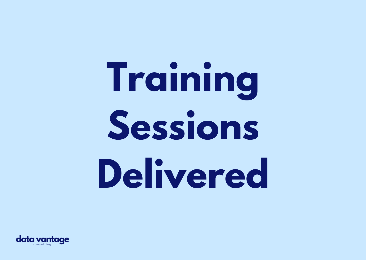 Training
Sessions
Delivered
data vantage